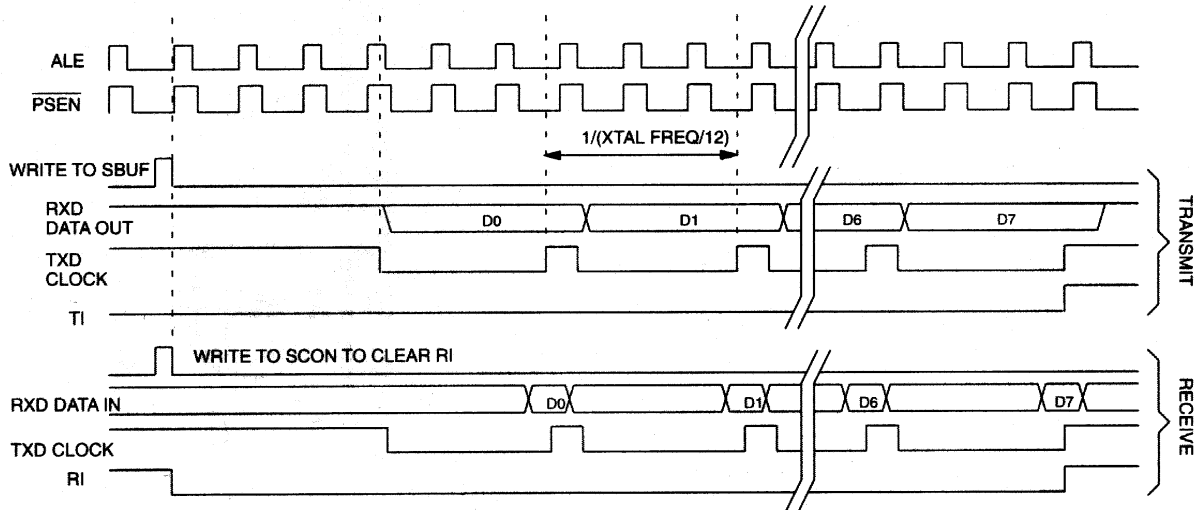 ALE
PSEN
1/(XTAL FREQ/12)
WRITE TO SBUF
RXD
DATA OUT
D0
D1
D6
D7
TXD
CLOCK
TI
TRANSMIT
WRITE TO SCON TO CLEAR RI
RXD DATA IN
D0
D1
D6
D7
TXD CLOCK
RI
RECEIVE